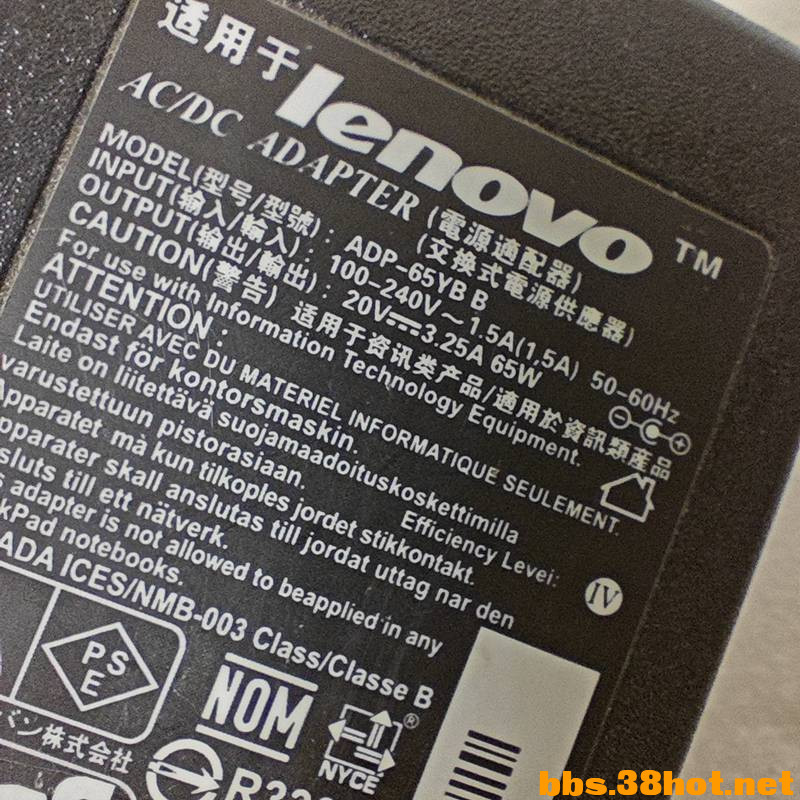 适用于 lenovo TM
AC/DC ADAPTER (電源適配器)
(交换式電源供應器)
MODEL(型号/型號): ADP-65YB B
INPUT(输入/輸入): 100-240V～1.5A(1.5A) 50-60Hz
OUTPUT(输出/輸出): 20V⎓3.25A 65W
CAUTION(警告) 适用于资讯类产品/適用於資訊類產品
For use with Information Technology Equipment.
ATTENTION:
UTILISER AVEC DU MATERIEL INFORMATIQUE SEULEMENT.
Endast för kontorsmaskin.
Laite on liitettävä suojamaadoituskoskettimilla
varustettuun pistorasiaan.
Apparatet må kun tilkoples jordet stikkontakt.
apparater skall anslutas till jordat uttag nar den
nsluts till ett nätverk.
s adapter is not allowed to beapplied in any
kPad notebooks.
Efficiency Level: IV
ADA ICES/NMB-003 Class/Classe B
PS
E
NOM
NYCE ®
バン株式会社
bbs.38hot.net